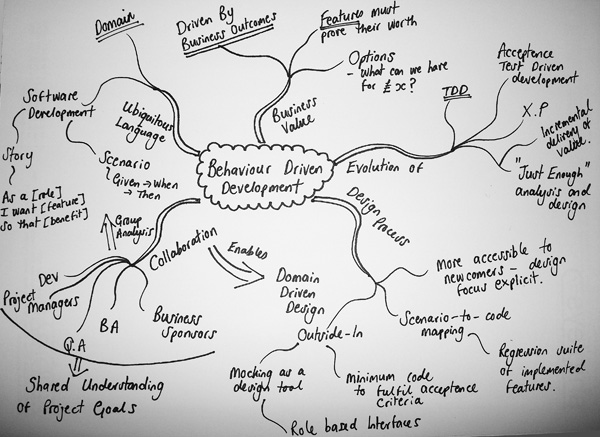 Behaviour Driven
Development
Ubiquitous
Language
Domain
Software
Development
Story
As a [role]
I want [feature]
So that [benefit]
Scenario
Given → When
→ Then
Business
Value
Driven By
Business Outcomes
Features must
prove their worth
Options
- What can we have
for £x?
Evolution of
TDD
Acceptance
Test Driven
development
X.P
Incremental
delivery of
value.
"Just Enough"
analysis and
design
Design Process
More accessible to
newcomers - design
focus explicit.
Scenario-to-code
mapping
Regression suite of
implemented
features.
Outside-In
Mocking as a
design tool
Role based Interfaces
Minimum code
to fulfil acceptance
criteria
Collaboration
Group
Analysis
Enables
Domain
Driven
Design
Dev
Project
Managers
Q.A
BA
Business
Sponsors
Shared Understanding
of Project Goals